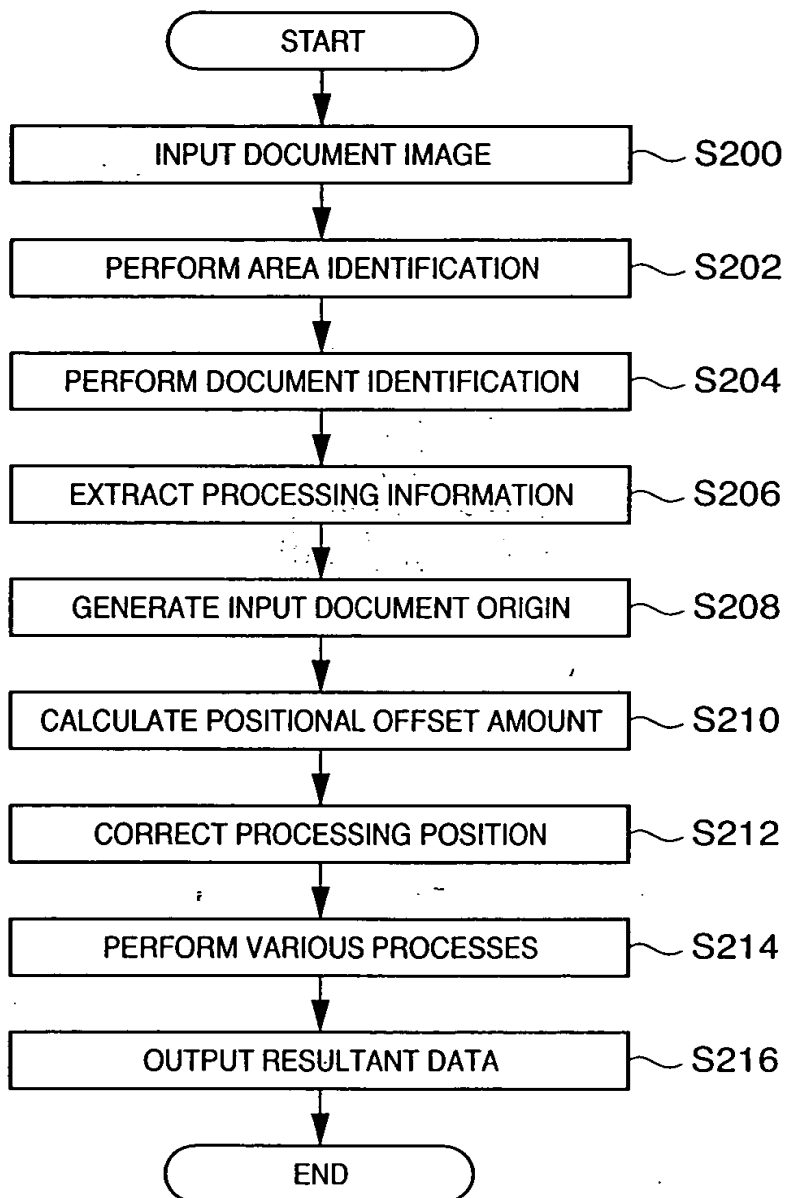 START
INPUT DOCUMENT IMAGE S200
PERFORM AREA IDENTIFICATION S202
PERFORM DOCUMENT IDENTIFICATION S204
EXTRACT PROCESSING INFORMATION S206
GENERATE INPUT DOCUMENT ORIGIN S208
CALCULATE POSITIONAL OFFSET AMOUNT S210
CORRECT PROCESSING POSITION S212
PERFORM VARIOUS PROCESSES S214
OUTPUT RESULTANT DATA S216
END